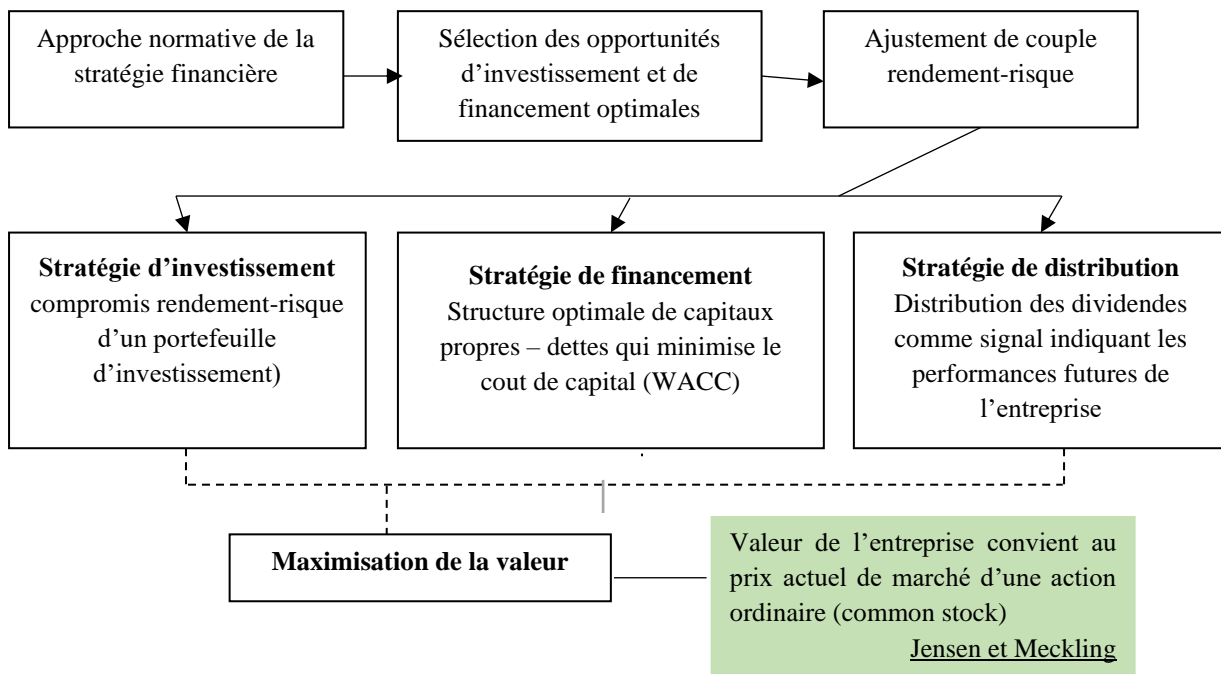 Approche normative de la
stratégie financière
Sélection des opportunités
d’investissement et de
financement optimales
Ajustement de couple
rendement-risque
Stratégie d’investissement
compromis rendement-risque
d’un portefeuille
d’investissement)
Stratégie de financement
Structure optimale de capitaux
propres – dettes qui minimise le
cout de capital (WACC)
Stratégie de distribution
Distribution des dividendes
comme signal indiquant les
performances futures de
l’entreprise
Maximisation de la valeur
Valeur de l’entreprise convient au
prix actuel de marché d’une action
ordinaire (common stock)
Jensen et Meckling